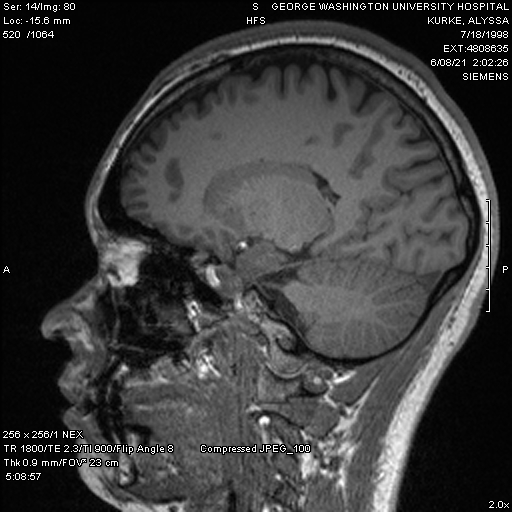 Ser: 14/Img: 80
Loc: -15.6 mm
520 /1064
S GEORGE WASHINGTON UNIVERSITY HOSPITAL
HFS KURKE, ALYSSA
7/18/1998
EXT:4808635
6/08/21 2:02:26
SIEMENS
A
P
256 x 256/1 NEX
TR 1800/TE 2.3/TI 900/Flip Angle 8 Compressed JPEG_100
Thk 0.9 mm/FOV* 23 cm
5:08:57
2.0x